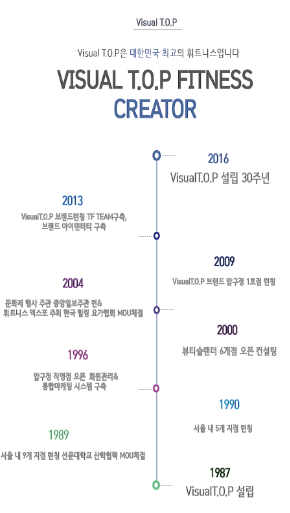 Visual T.O.P
Visual T.O.P은 대한민국 최고의 휘트니스입니다
VISUAL T.O.P FITNESS
CREATOR
2016
VisualT.O.P 설립 30주년
2013
VisualT.O.P 브랜드런칭 TF TEAM구축,
브랜드 아이덴티티 구축
2009
VisualT.O.P 브랜드 압구정 1호점 런칭
2004
문화제 행사 주관 중앙일보주관 런&
휘트니스 엑스포 주최 한국 힐링 요가협회 MOU체결
2000
뷰티슬랜더 6개점 오픈 컨설팅
1996
압구정 직영점 오픈 회원관리&
통합마케팅 시스템 구축
1990
서울 내 5개 지점 런칭
1989
서울 내 9개 지점 런칭 선문대학교 산학협력 MOU체결
1987
VisualT.O.P 설립